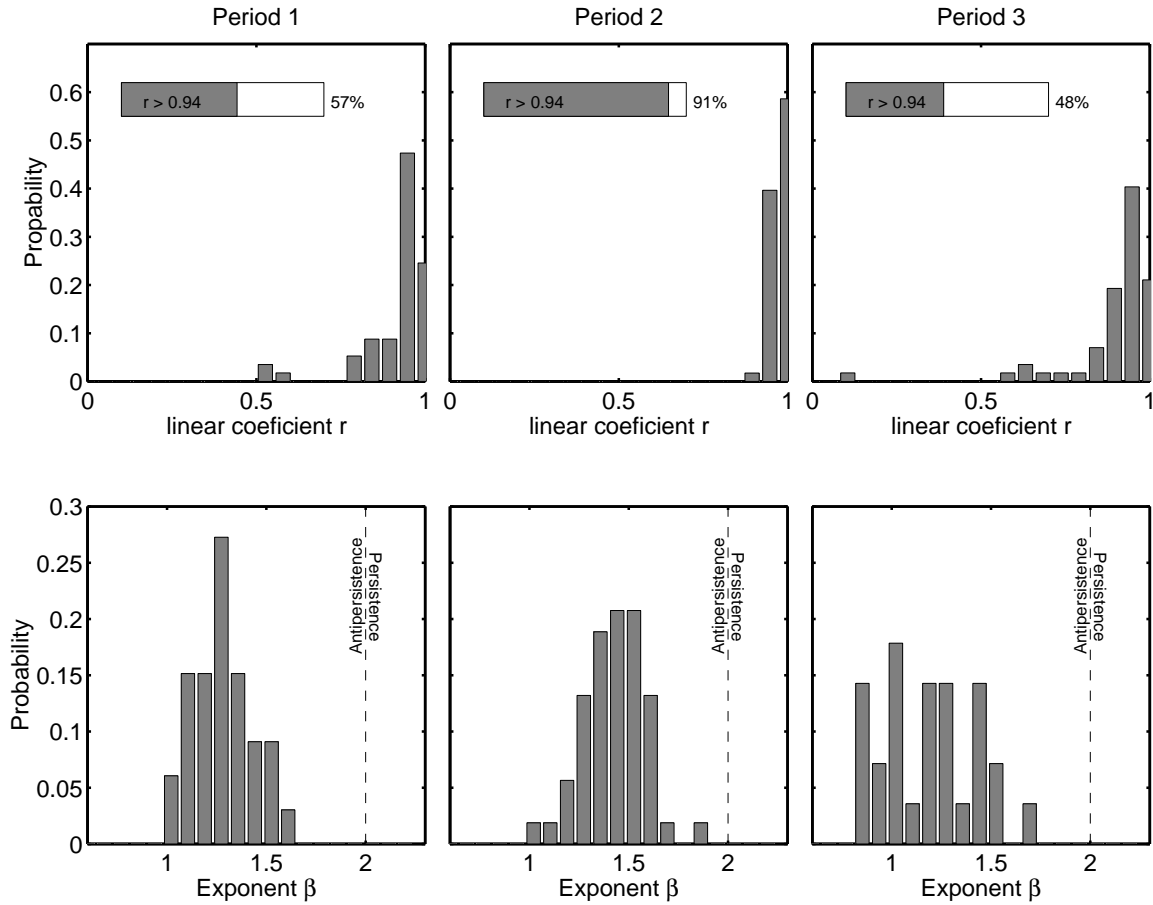 Period 1
Period 2
Period 3
r > 0.94
57%
r > 0.94
91%
r > 0.94
48%
Propability
0.6
0.5
0.4
0.3
0.2
0.1
0
0 0.5 1
0 0.5 1
0 0.5 1
linear coeficient r
linear coeficient r
linear coeficient r
Probability
0.3
0.25
0.2
0.15
0.1
0.05
0
Antipersistence
Persistence
Antipersistence
Persistence
Antipersistence
Persistence
1 1.5 2
1 1.5 2
1 1.5 2
Exponent β
Exponent β
Exponent β